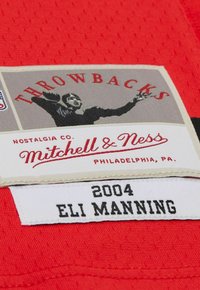 THROWBACKS
NOSTALGIA CO.
Mitchell & Ness
PHILADELPHIA, PA.
2004
ELI MANNING